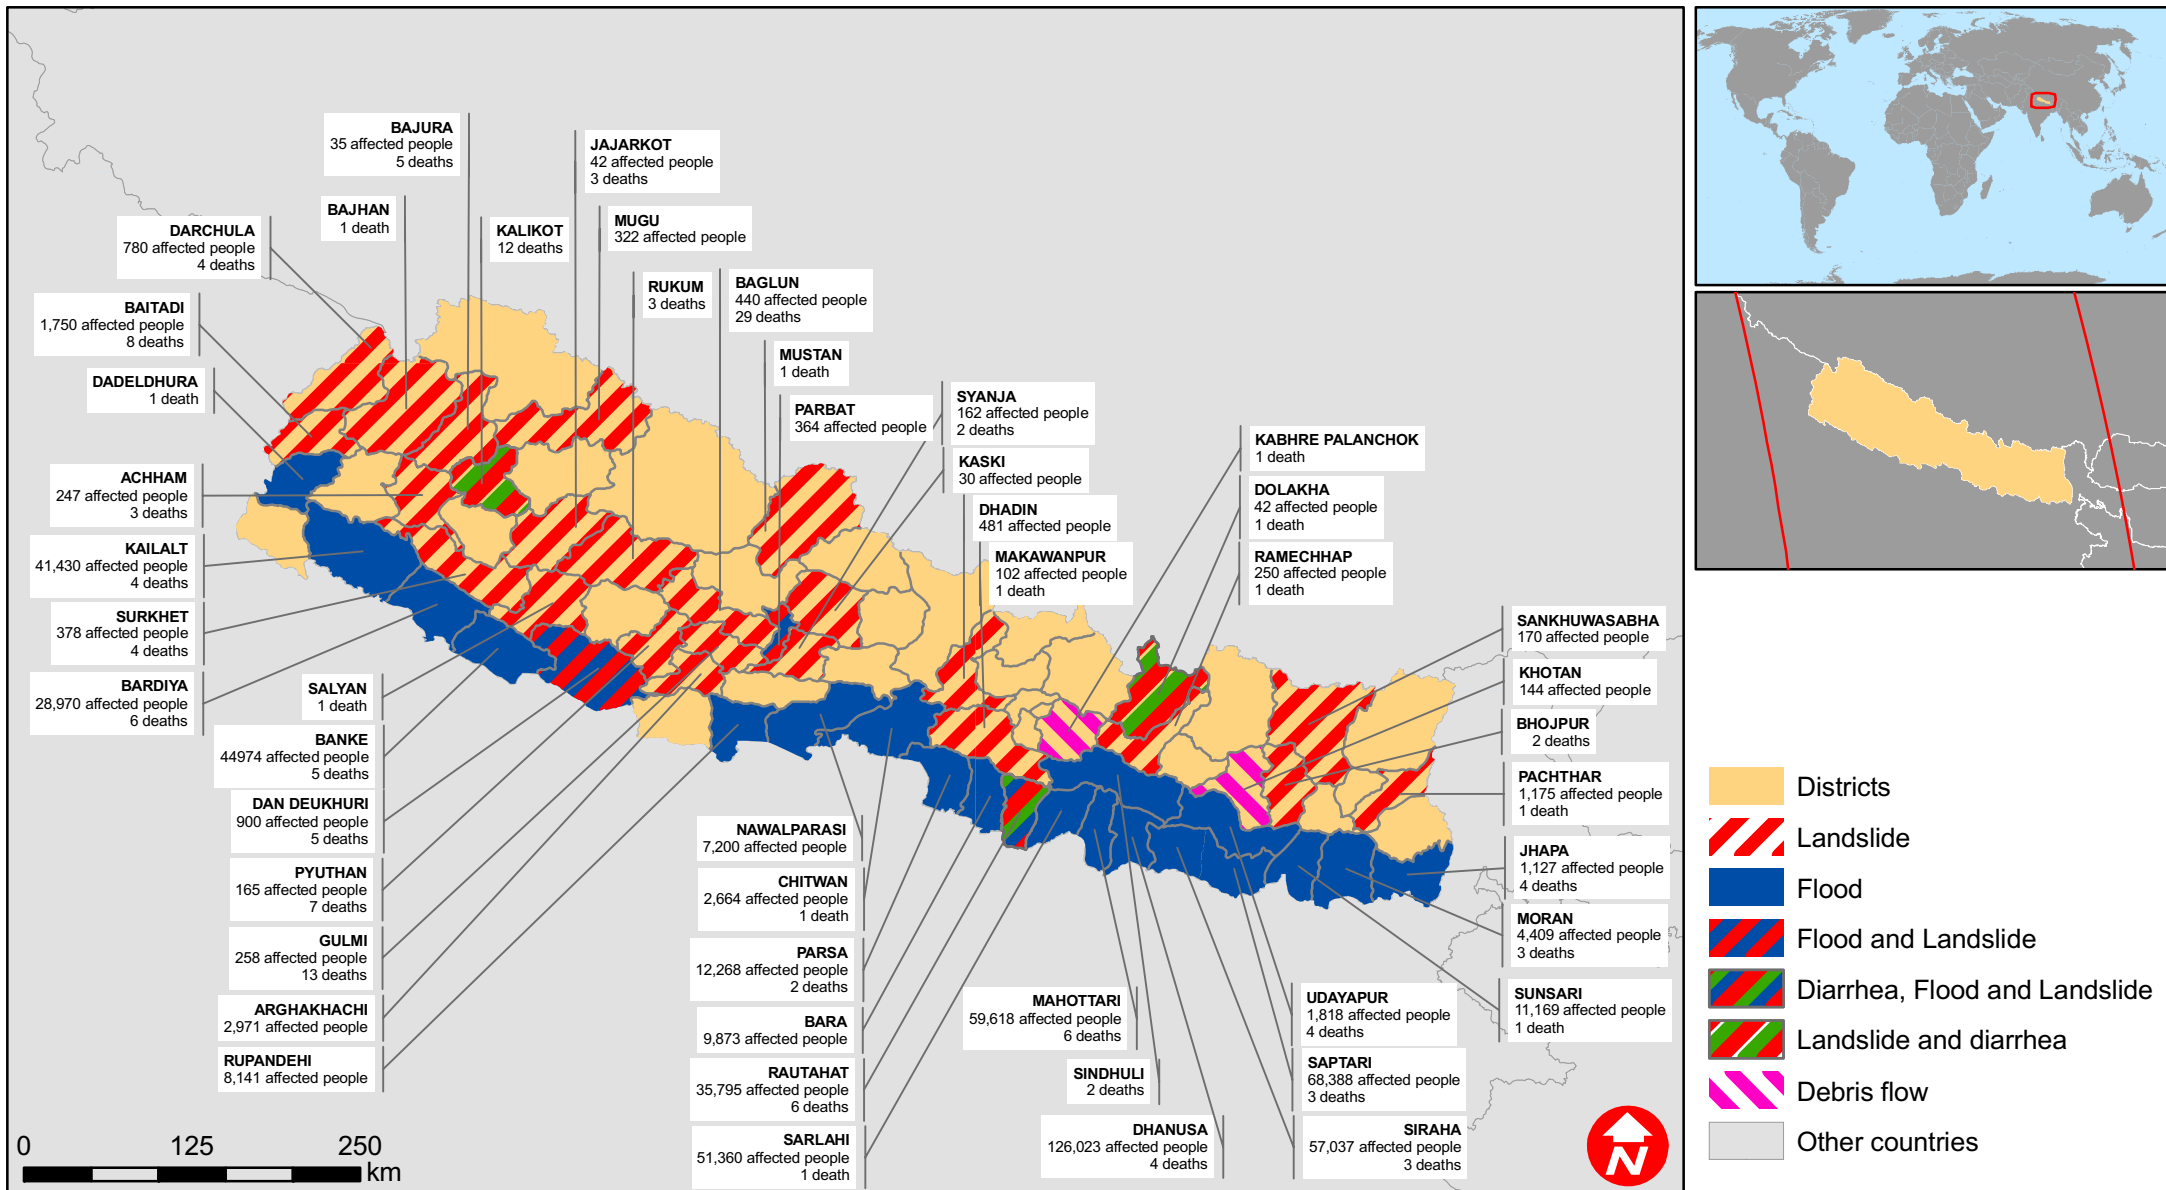 BAJURA
35 affected people
5 deaths
JAJARKOT
42 affected people
3 deaths
BAJHAN
1 death
KALIKOT
12 deaths
MUGU
322 affected people
DARCHULA
780 affected people
4 deaths
RUKUM
3 deaths
BAGLUN
440 affected people
29 deaths
BAITADI
1,750 affected people
8 deaths
MUSTAN
1 death
DADELDHURA
1 death
PARBAT
364 affected people
SYANJA
162 affected people
2 deaths
KASKI
30 affected people
KABHRE PALANCHOK
1 death
ACHHAM
247 affected people
3 deaths
DHADIN
481 affected people
DOLAKHA
42 affected people
1 death
KAILALT
41,430 affected people
4 deaths
MAKAWANPUR
102 affected people
1 death
RAMECHHAP
250 affected people
1 death
SURKHET
378 affected people
4 deaths
SANKHUWASABHA
170 affected people
BARDIYA
28,970 affected people
6 deaths
SALYAN
1 death
KHOTAN
144 affected people
BHOJPUR
2 deaths
BANKE
44974 affected people
5 deaths
PACHTHAR
1,175 affected people
1 death
DAN DEUKHURI
900 affected people
5 deaths
NAWALPARASI
7,200 affected people
JHAPA
1,127 affected people
4 deaths
PYUTHAN
165 affected people
7 deaths
CHITWAN
2,664 affected people
1 death
MORAN
4,409 affected people
3 deaths
GULMI
258 affected people
13 deaths
PARSA
12,268 affected people
2 deaths
SUNSARI
11,169 affected people
1 death
ARGHAKHACHI
2,971 affected people
BARA
9,873 affected people
MAHOTTARI
59,618 affected people
6 deaths
UDAYAPUR
1,818 affected people
4 deaths
RUPANDEHI
8,141 affected people
RAUTAHAT
35,795 affected people
6 deaths
SINDHULI
2 deaths
SAPTARI
68,388 affected people
3 deaths
SARLAHI
51,360 affected people
1 death
DHANUSA
126,023 affected people
4 deaths
SIRAHA
57,037 affected people
3 deaths
0 125 250
km
N
Districts
Landslide
Flood
Flood and Landslide
Diarrhea, Flood and Landslide
Landslide and diarrhea
Debris flow
Other countries